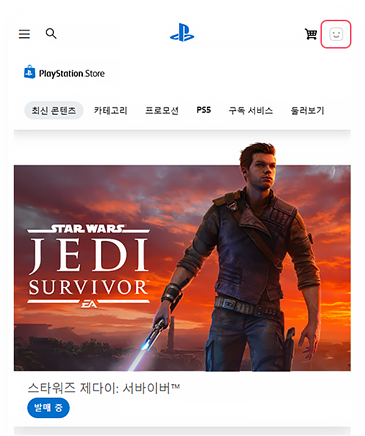 PlayStation Store
최신 콘텐츠 카테고리 프로모션 PS5 구독 서비스 둘러보기
STAR WARS
JEDI
SURVIVOR™
EA
스타워즈 제다이: 서바이버™
발매 중